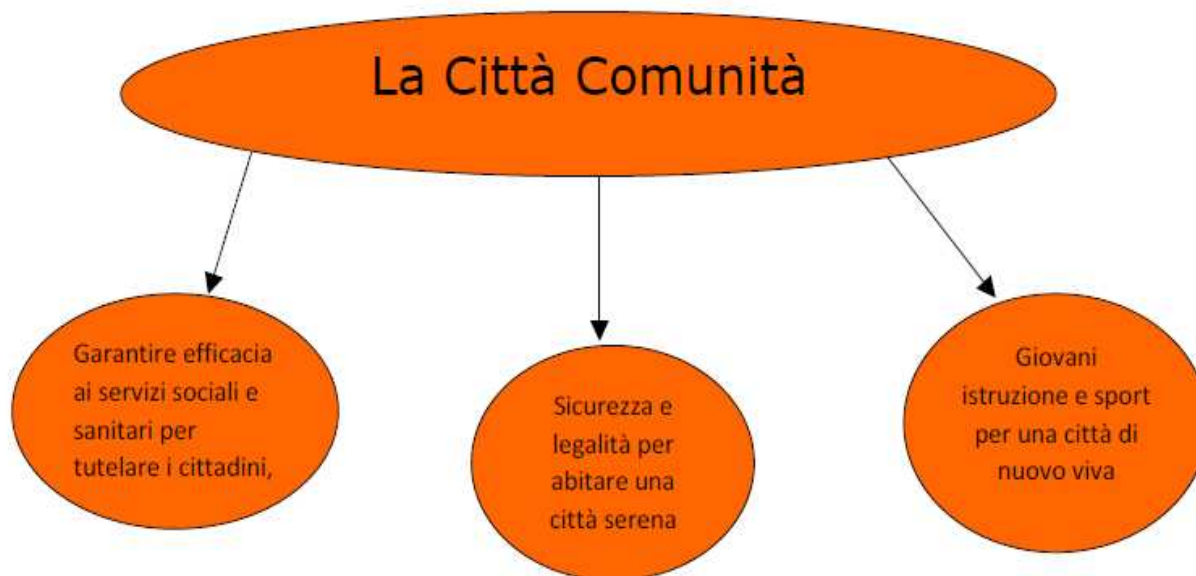 La Città Comunità
Garantire efficacia
ai servizi sociali e
sanitari per
tutelare i cittadini,
Sicurezza e
legalità per
abitare una
città serena
Giovani
istruzione e sport
per una città di
nuovo viva